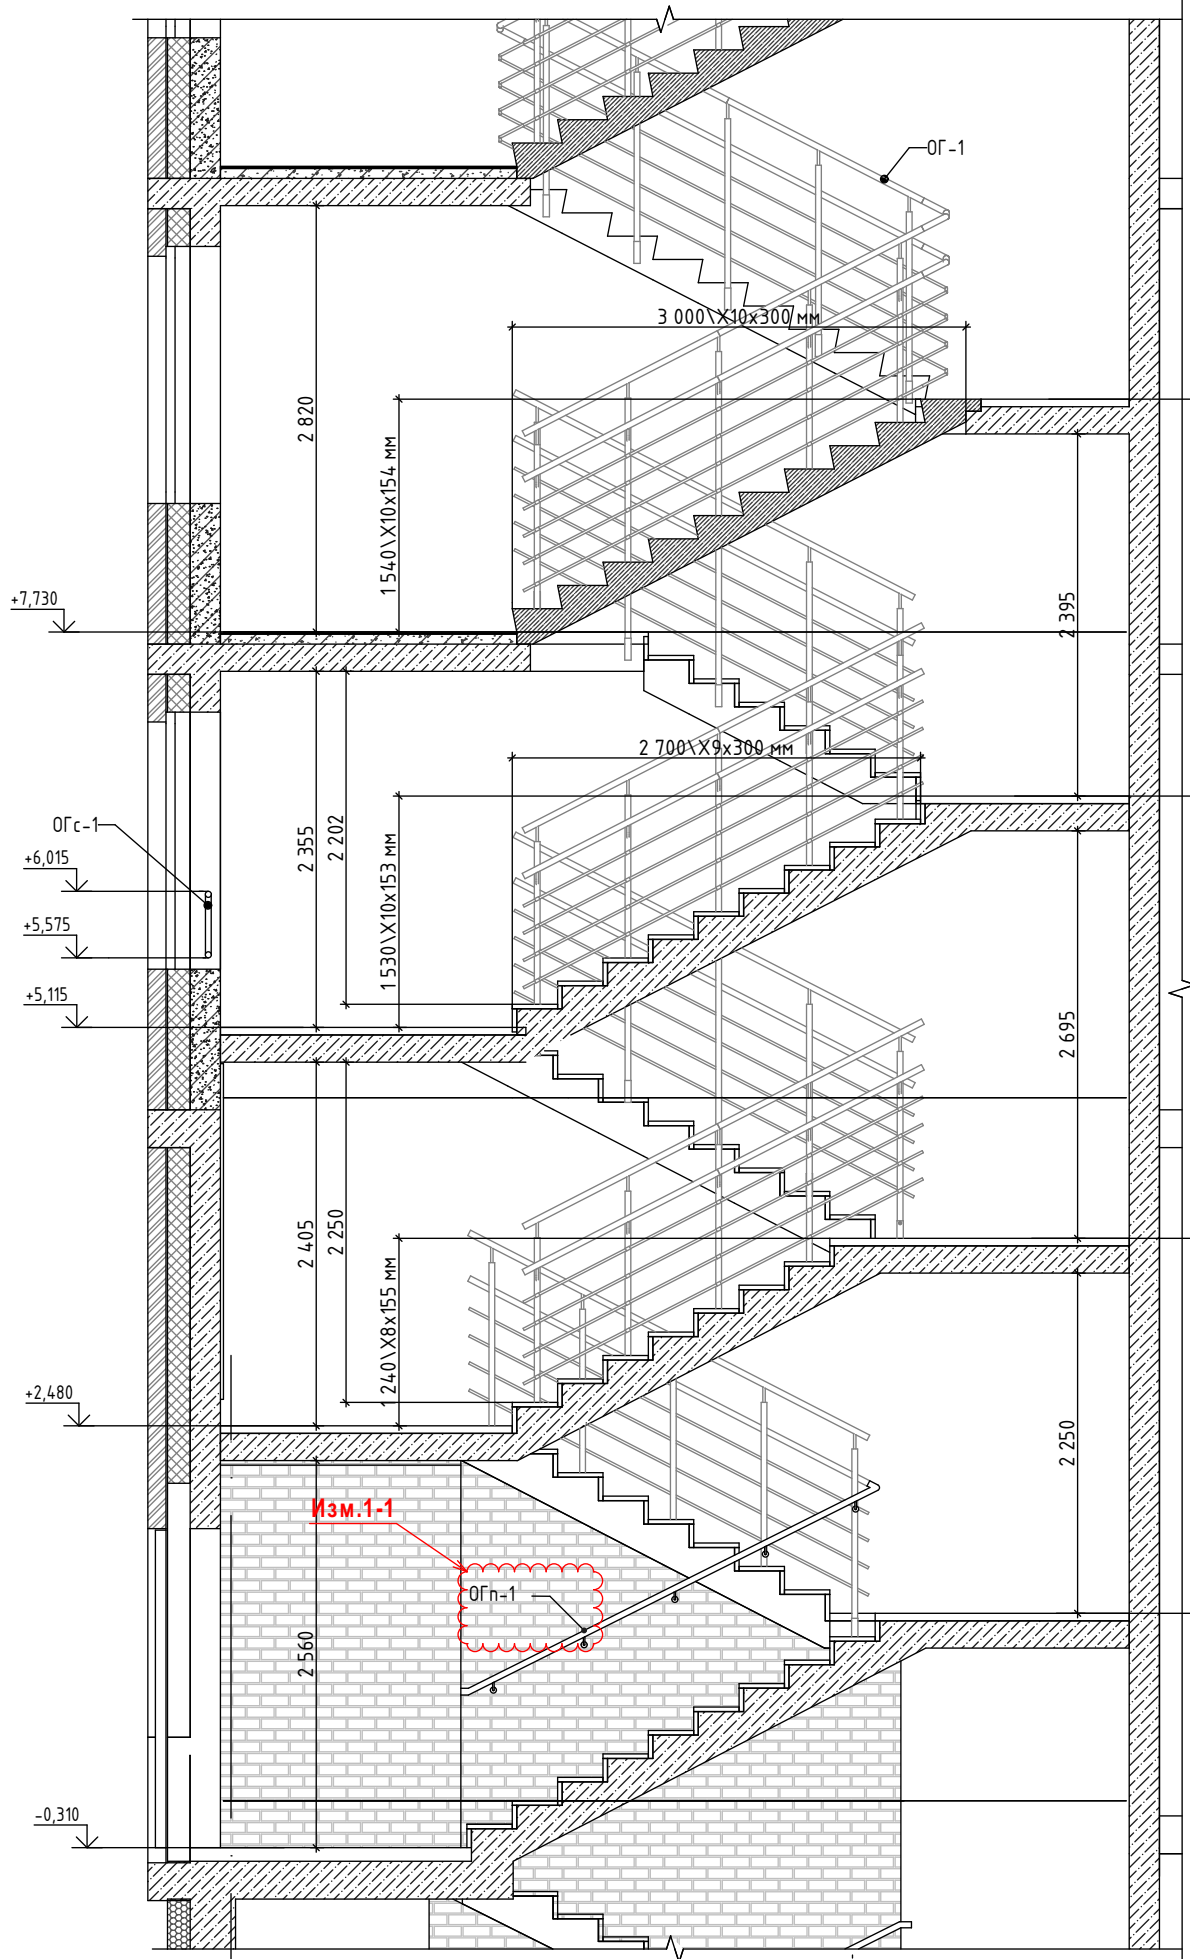 ОГ-1
3 000\X10x300 мм
2 820
1 540\X10x154 мм
+7,730
2 395
2 700\X9x300 мм
ОГс-1
2 355
2 202
1 530\X10x153 мм
+6,015
+5,575
+5,115
2 695
2 405
2 250
1 240\X8x155 мм
+2,480
2 250
Изм.1-1
ОГп-1
2 560
-0,310